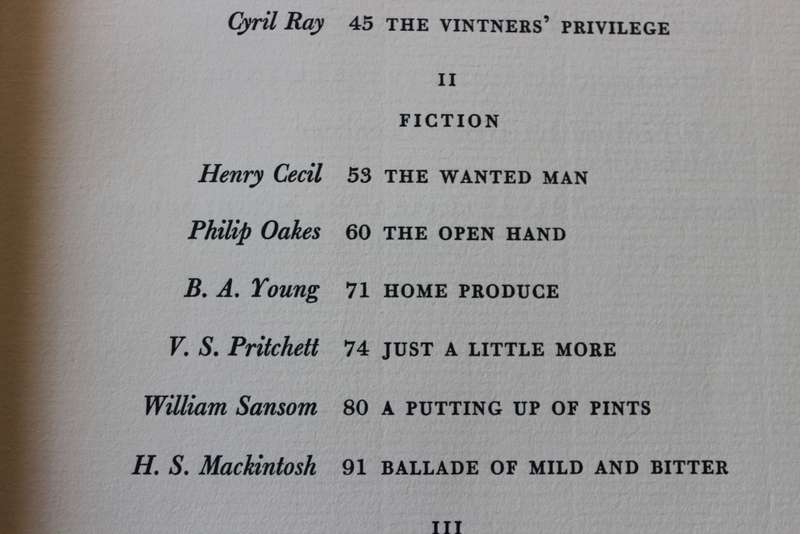 Cyril Ray 45 THE VINTNERS’ PRIVILEGE
II
FICTION
Henry Cecil 53 THE WANTED MAN
Philip Oakes 60 THE OPEN HAND
B. A. Young 71 HOME PRODUCE
V. S. Pritchett 74 JUST A LITTLE MORE
William Sansom 80 A PUTTING UP OF PINTS
H. S. Mackintosh 91 BALLADE OF MILD AND BITTER
III